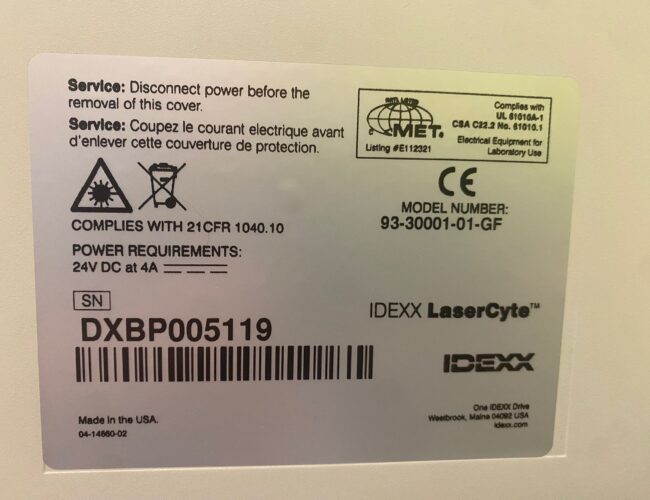 Service: Disconnect power before the
removal of this cover.
Service: Coupez le courant electrique avant
d'enlever cette couverture de protection.
INTL LISTED
C MET.
Listing #E112321
Complies with
UL 61010A-1
CSA C22.2 No. 61010.1
Electrical Equipment for
Laboratory Use
CE
COMPLIES WITH 21CFR 1040.10
MODEL NUMBER:
93-30001-01-GF
POWER REQUIREMENTS:
24V DC at 4A
SN
DXBP005119
IDEXX LaserCyte™
IDEXX
Made in the USA.
04-14660-02
One IDEXX Drive
Westbrook, Maine 04092 USA
idexx.com